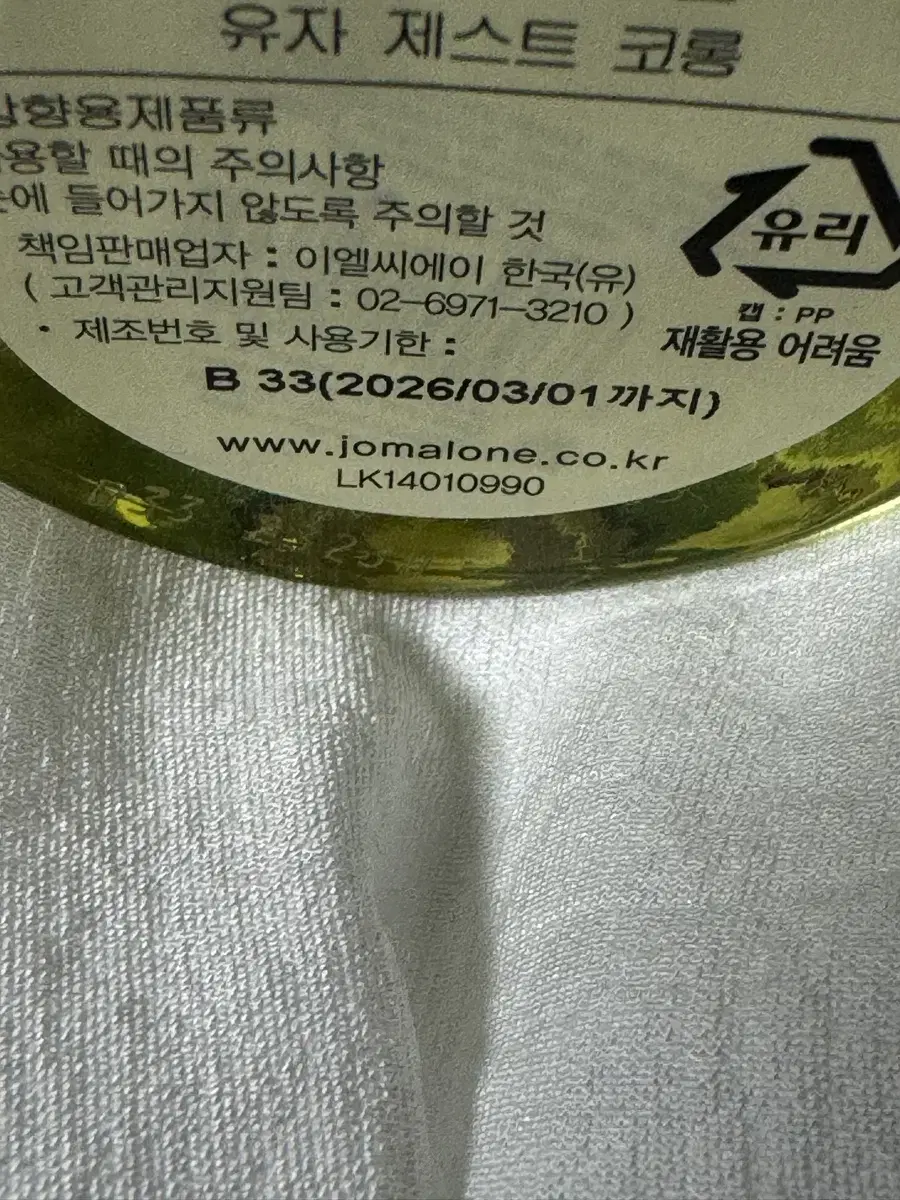 유자 제스트 코롱
방향용제품류
사용할 때의 주의사항
눈에 들어가지 않도록 주의할 것
책임판매업자 : 이엘씨에이 한국(유)
( 고객관리지원팀 : 02-6971-3210 )
• 제조번호 및 사용기한 :
B 33(2026/03/01까지)
www.jomalone.co.kr
LK14010990
유리
캡 : PP
재활용 어려움